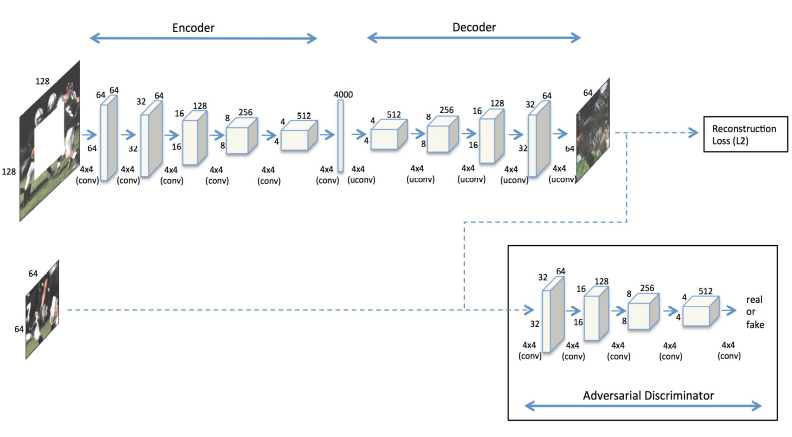 Encoder
Decoder
128
128
64 64
64
32 64
32
16 128
16
8 256
8
4 512
4
4000
4 512
4
8 256
8
16 128
16
32 64
32
64
64
4x4 (conv)
4x4 (conv)
4x4 (conv)
4x4 (conv)
4x4 (conv)
4x4 (conv)
4x4 (uconv)
4x4 (uconv)
4x4 (uconv)
4x4 (uconv)
4x4 (uconv)
Reconstruction
Loss (L2)
64
64
32 64
32
16 128
16
8 256
8
4 512
4
real
or
fake
4x4 (conv)
4x4 (conv)
4x4 (conv)
4x4 (conv)
4x4 (conv)
Adversarial Discriminator